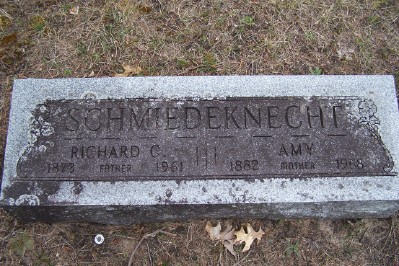 SCHMIEDEKNECHT
RICHARD C. AMY
1873 FATHER 1961 1882 MOTHER 1968